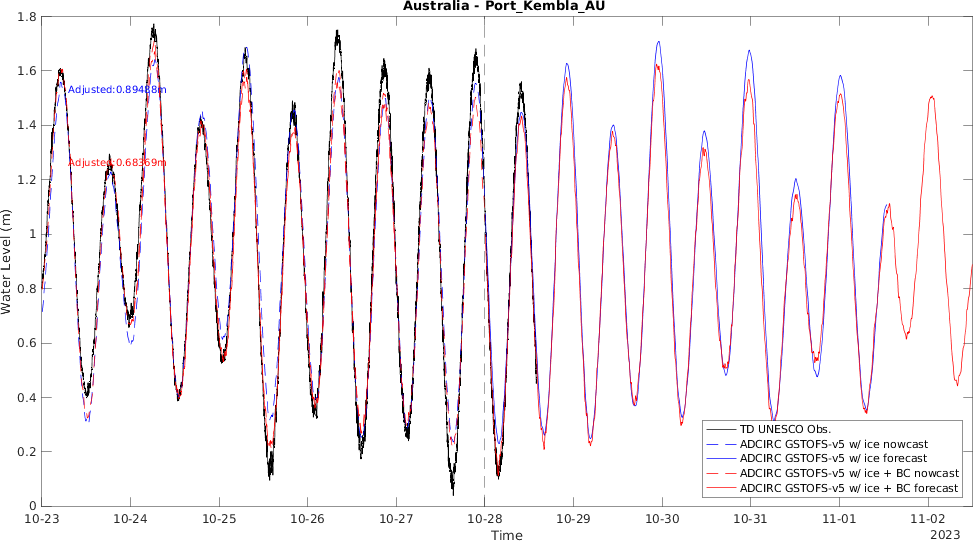 Australia - Port_Kembla_AU
1.8
1.6
1.4
1.2
1
0.8
0.6
0.4
0.2
0
Water Level (m)
Adjusted:0.89488m
Adjusted:0.68369m
TD UNESCO Obs.
ADCIRC GSTOFS-v5 w/ ice nowcast
ADCIRC GSTOFS-v5 w/ ice forecast
ADCIRC GSTOFS-v5 w/ ice + BC nowcast
ADCIRC GSTOFS-v5 w/ ice + BC forecast
10-23 10-24 10-25 10-26 10-27 10-28 10-29 10-30 10-31 11-01 11-02
Time
2023